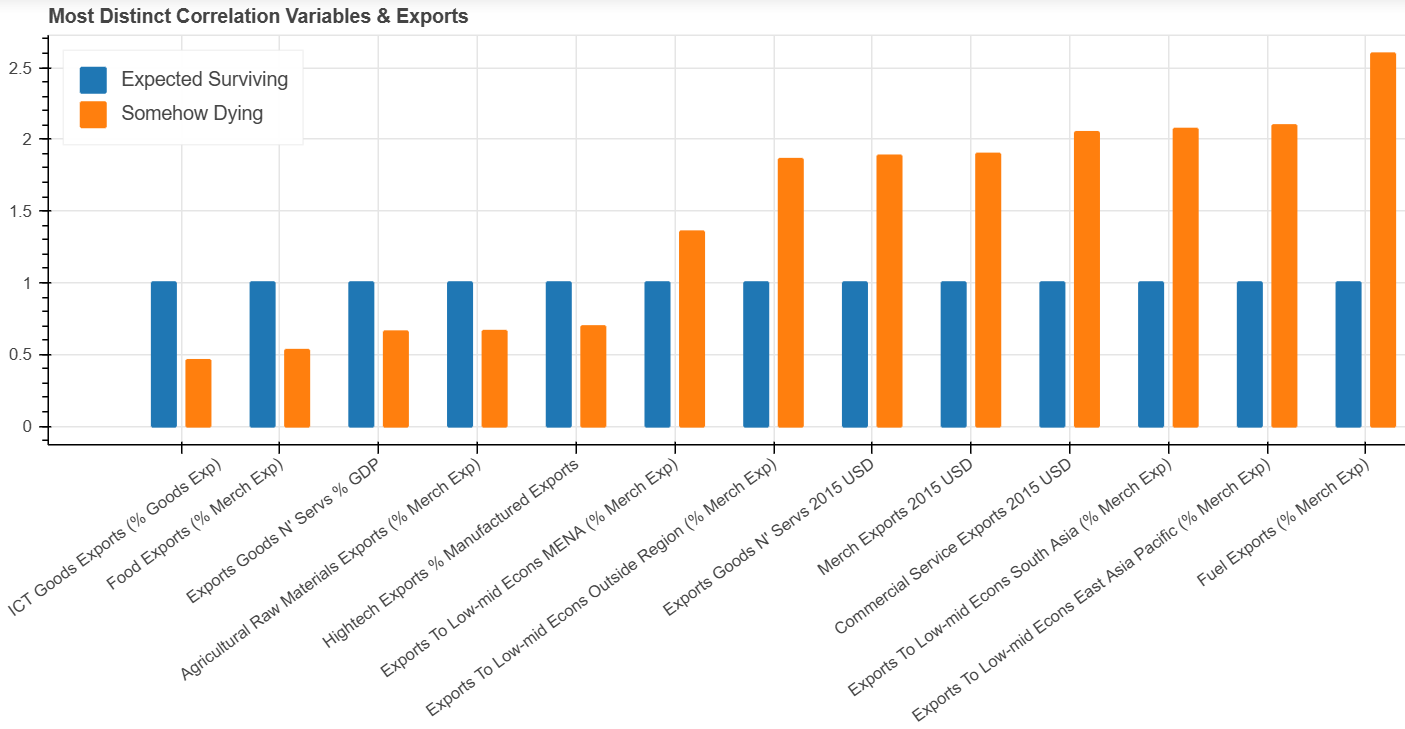 Most Distinct Correlation Variables & Exports
Expected Surviving
Somehow Dying
2.5
2
1.5
1
0.5
0
ICT Goods Exports (% Goods Exp)
Food Exports (% Merch Exp)
Exports Goods N' Servs % GDP
Agricultural Raw Materials Exports (% Merch Exp)
Hightech Exports % Manufactured Exports
Exports To Low-mid Econs MENA (% Merch Exp)
Exports To Low-mid Econs Outside Region (% Merch Exp)
Exports Goods N' Servs 2015 USD
Merch Exports 2015 USD
Commercial Service Exports 2015 USD
Exports To Low-mid Econs South Asia (% Merch Exp)
Exports To Low-mid Econs East Asia Pacific (% Merch Exp)
Fuel Exports (% Merch Exp)